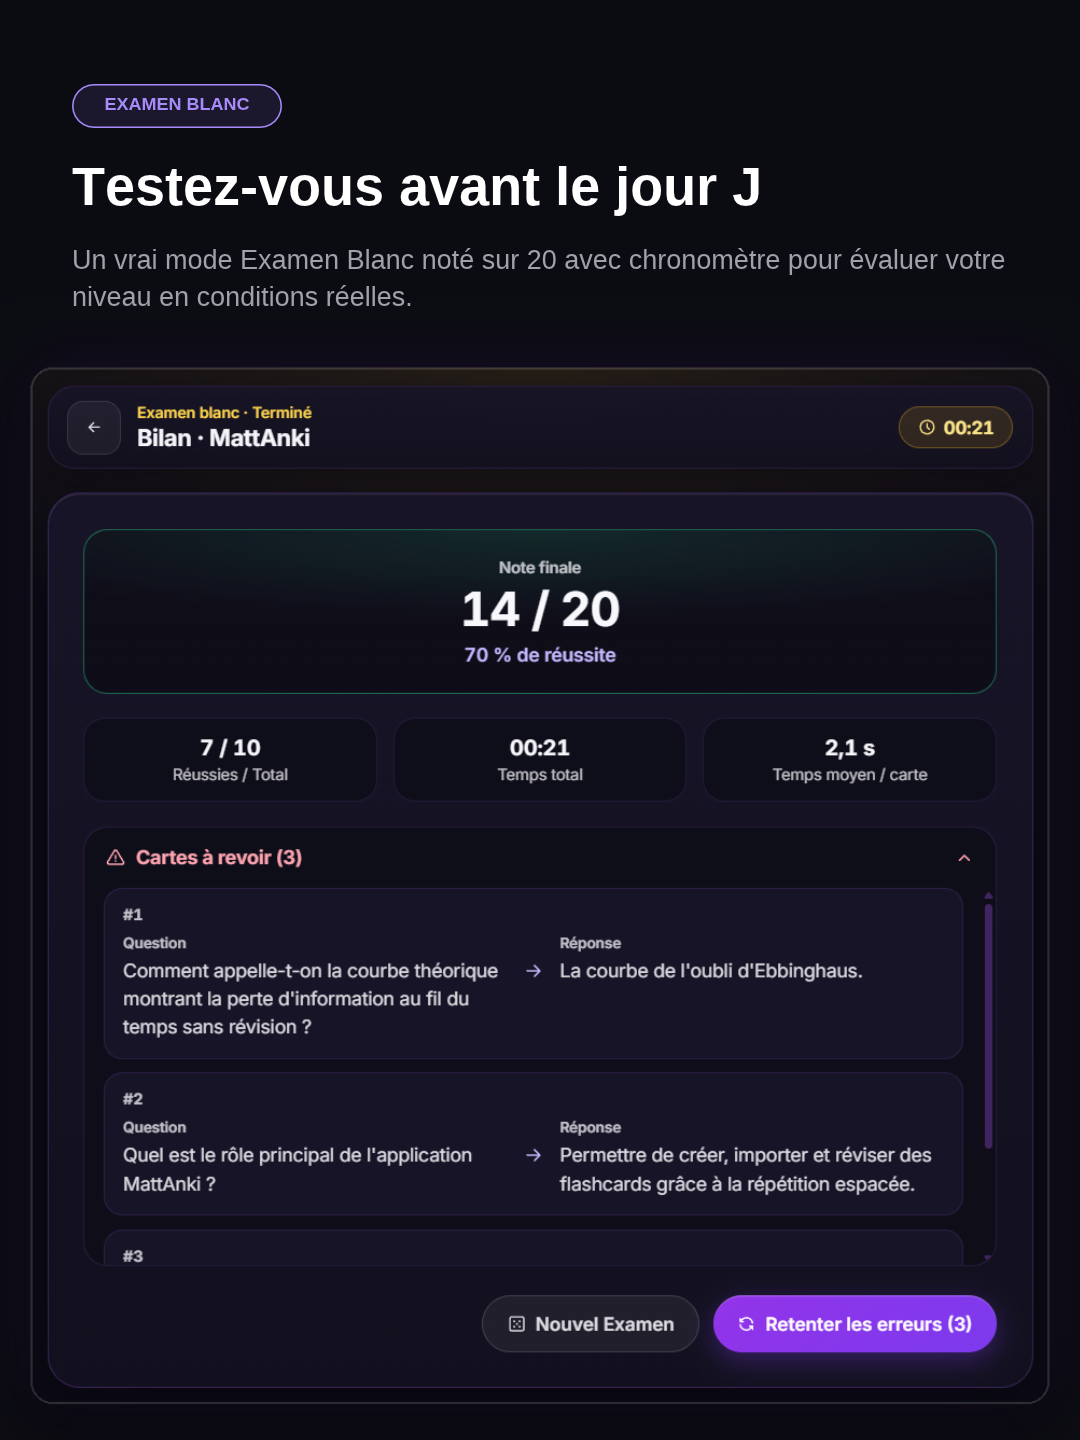 EXAMEN BLANC
Testez-vous avant le jour J
Un vrai mode Examen Blanc noté sur 20 avec chronomètre pour évaluer votre
niveau en conditions réelles.
Examen blanc · Terminé
Bilan · MattAnki
00:21
Note finale
14 / 20
70 % de réussite
7 / 10
Réussies / Total
00:21
Temps total
2,1 s
Temps moyen / carte
Cartes à revoir (3)
#1
Question
Comment appelle-t-on la courbe théorique
montrant la perte d'information au fil du
temps sans révision ?
Réponse
La courbe de l'oubli d'Ebbinghaus.
#2
Question
Quel est le rôle principal de l'application
MattAnki ?
Réponse
Permettre de créer, importer et réviser des
flashcards grâce à la répétition espacée.
#3
Nouvel Examen
Retenter les erreurs (3)